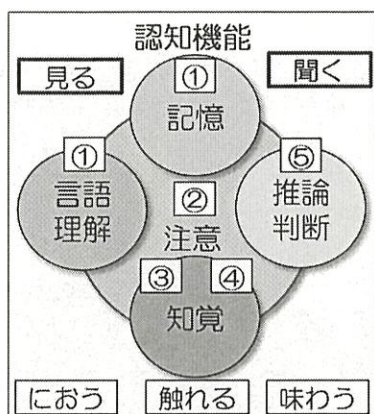 認知機能
見る
聞く
①
記憶
①
言語
理解
②
注意
⑤
推論
判断
③
④
知覚
におう
触れる
味わう